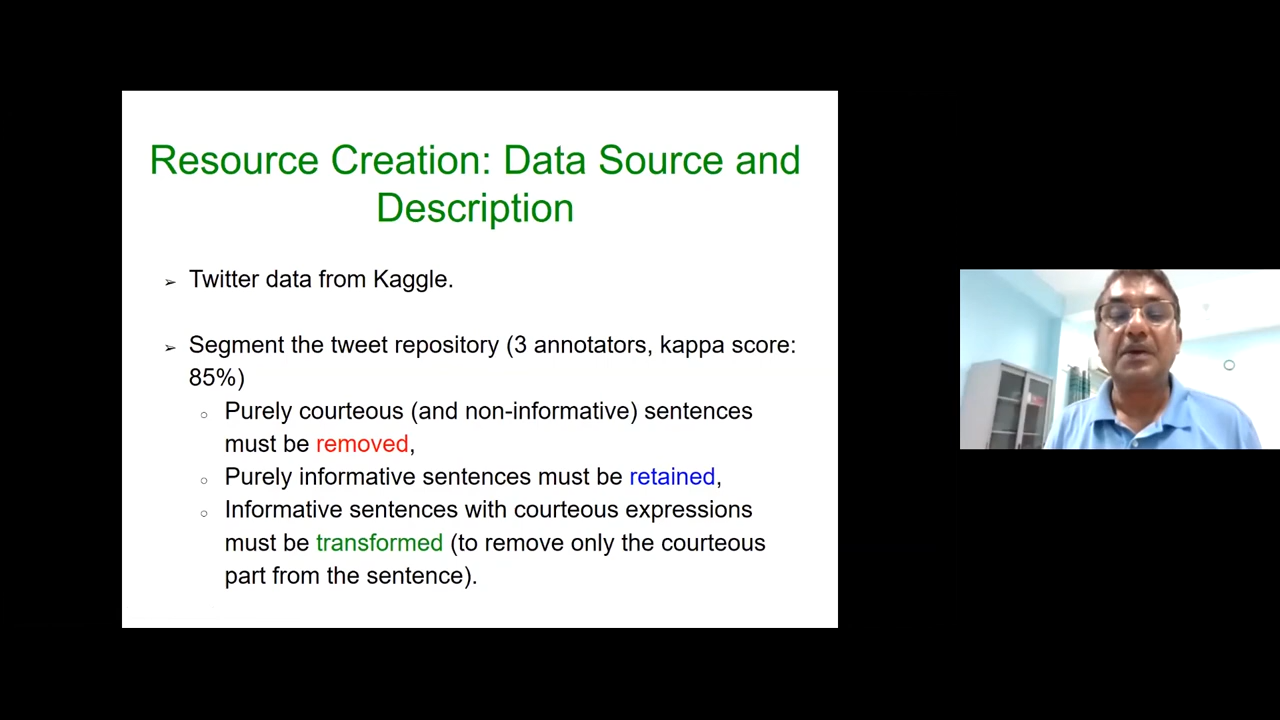 Resource Creation: Data Source and
Description
➢ Twitter data from Kaggle.
➢ Segment the tweet repository (3 annotators, kappa score:
85%)
○ Purely courteous (and non-informative) sentences
must be removed,
○ Purely informative sentences must be retained,
○ Informative sentences with courteous expressions
must be transformed (to remove only the courteous
part from the sentence).